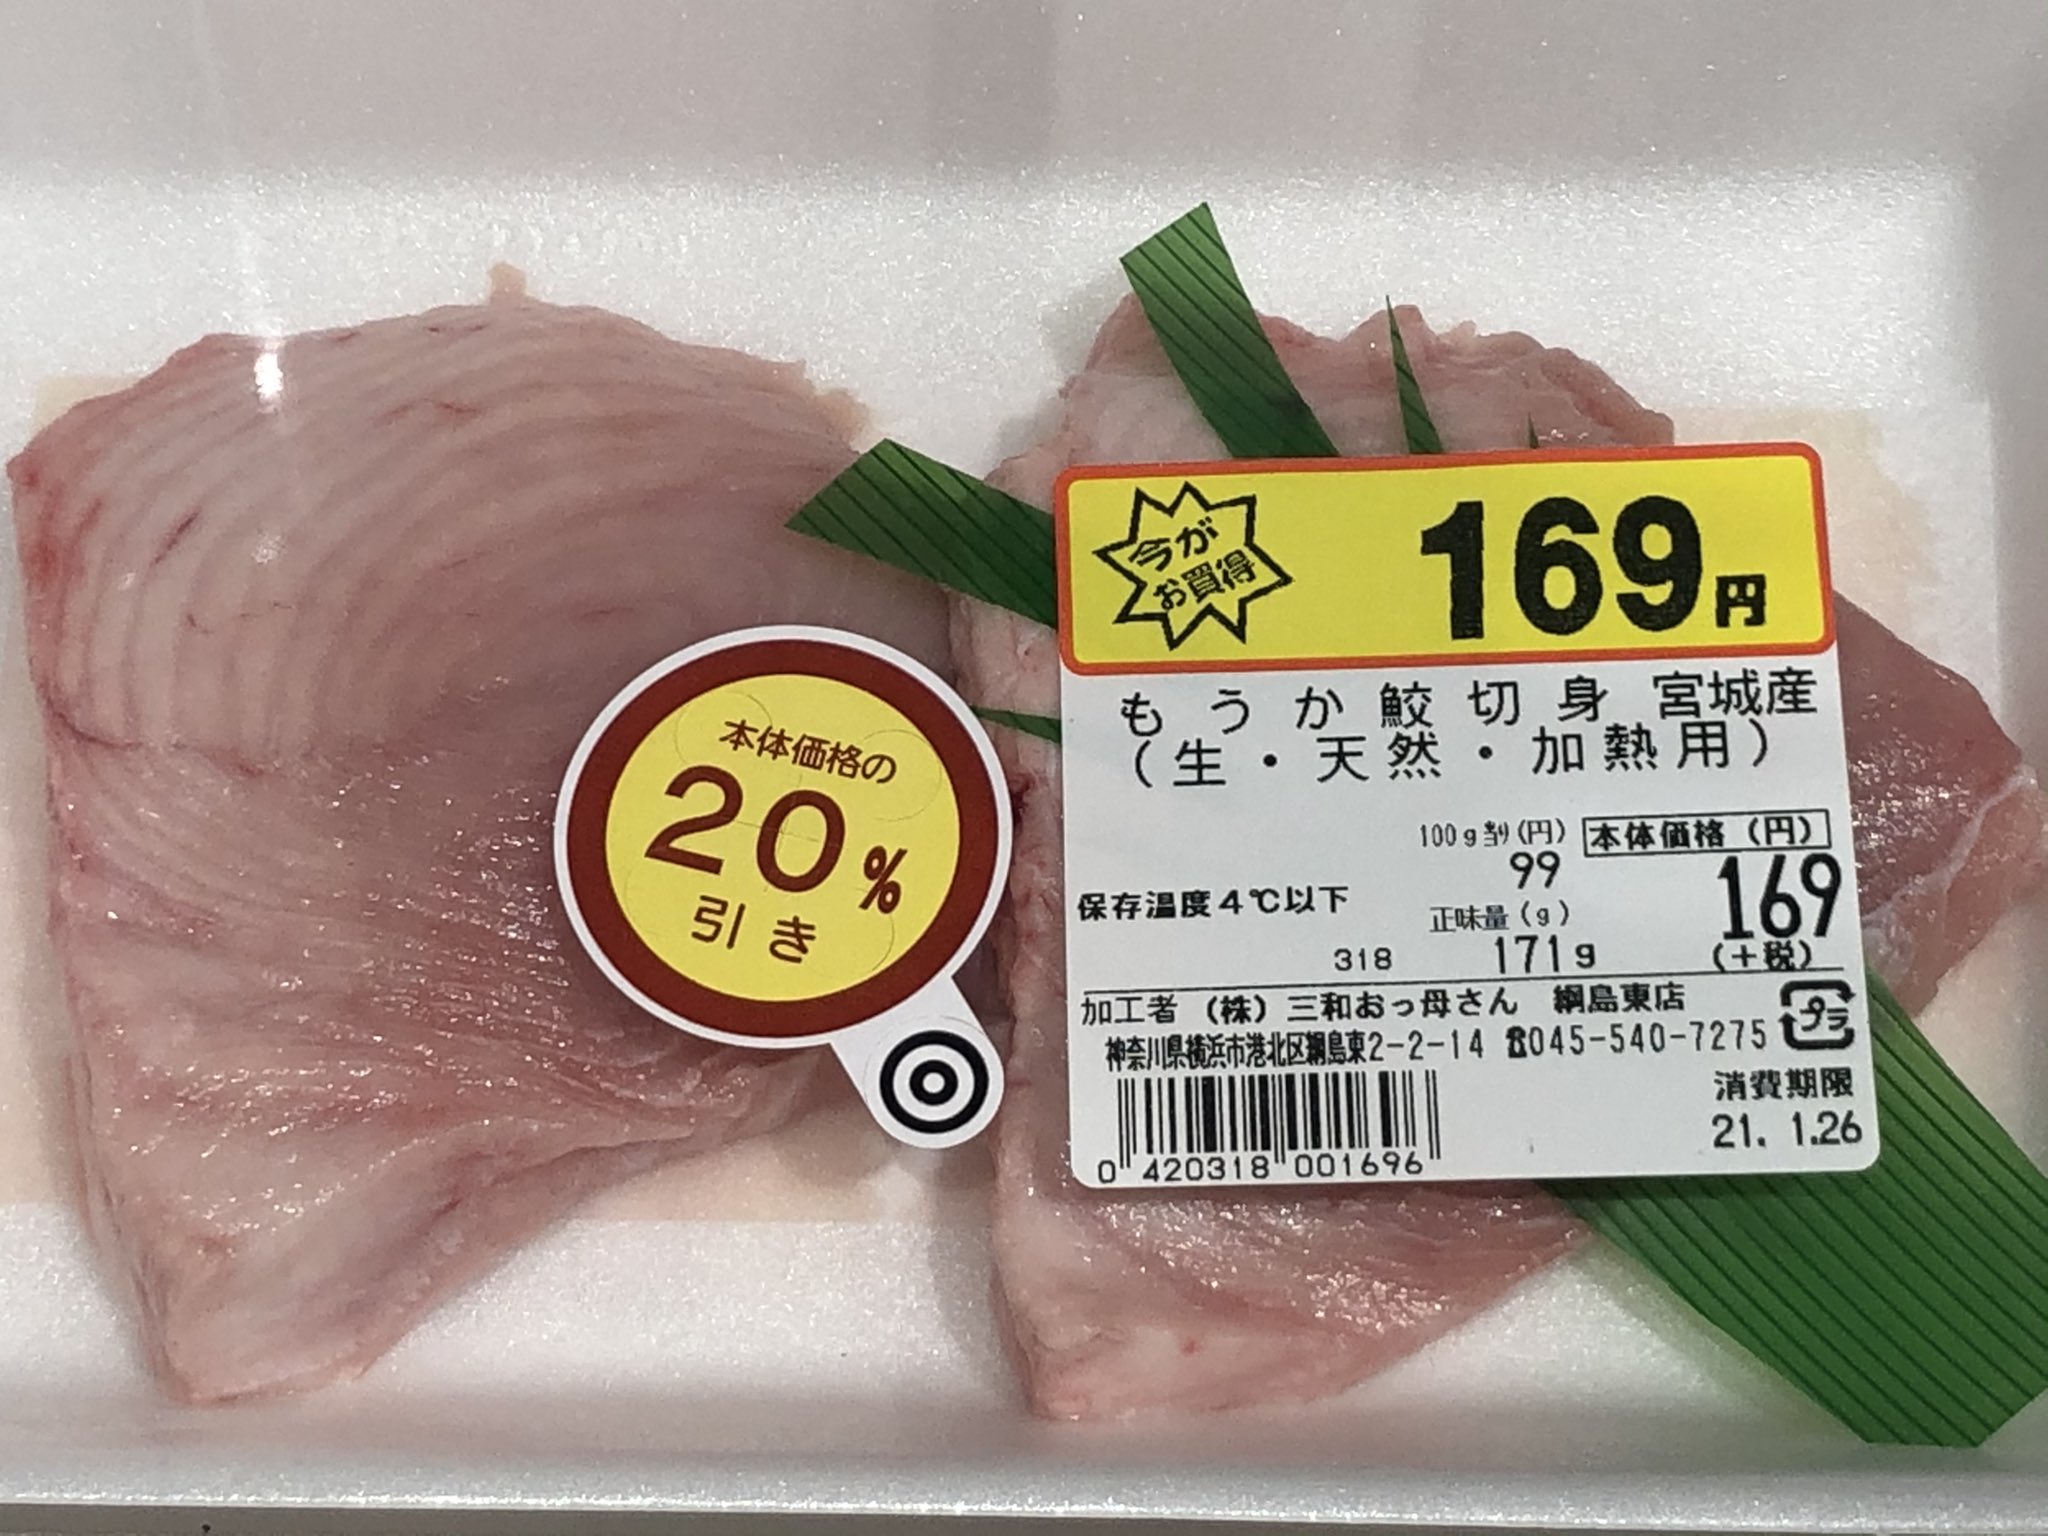 本体価格の
20%
引き
今が
お買得
169円
もうか鮫切身 宮城産
(生・天然・加熱用)
100g当り(円)
99
本体価格(円)
169
(+税)
保存温度4℃以下
正味量(g)
318
171g
加工者 (株)三和おっ母さん 綱島東店
神奈川県横浜市港北区綱島東2-2-14 ☎045-540-7275
プラ
消費期限
21. 1.26
0 420318 001696